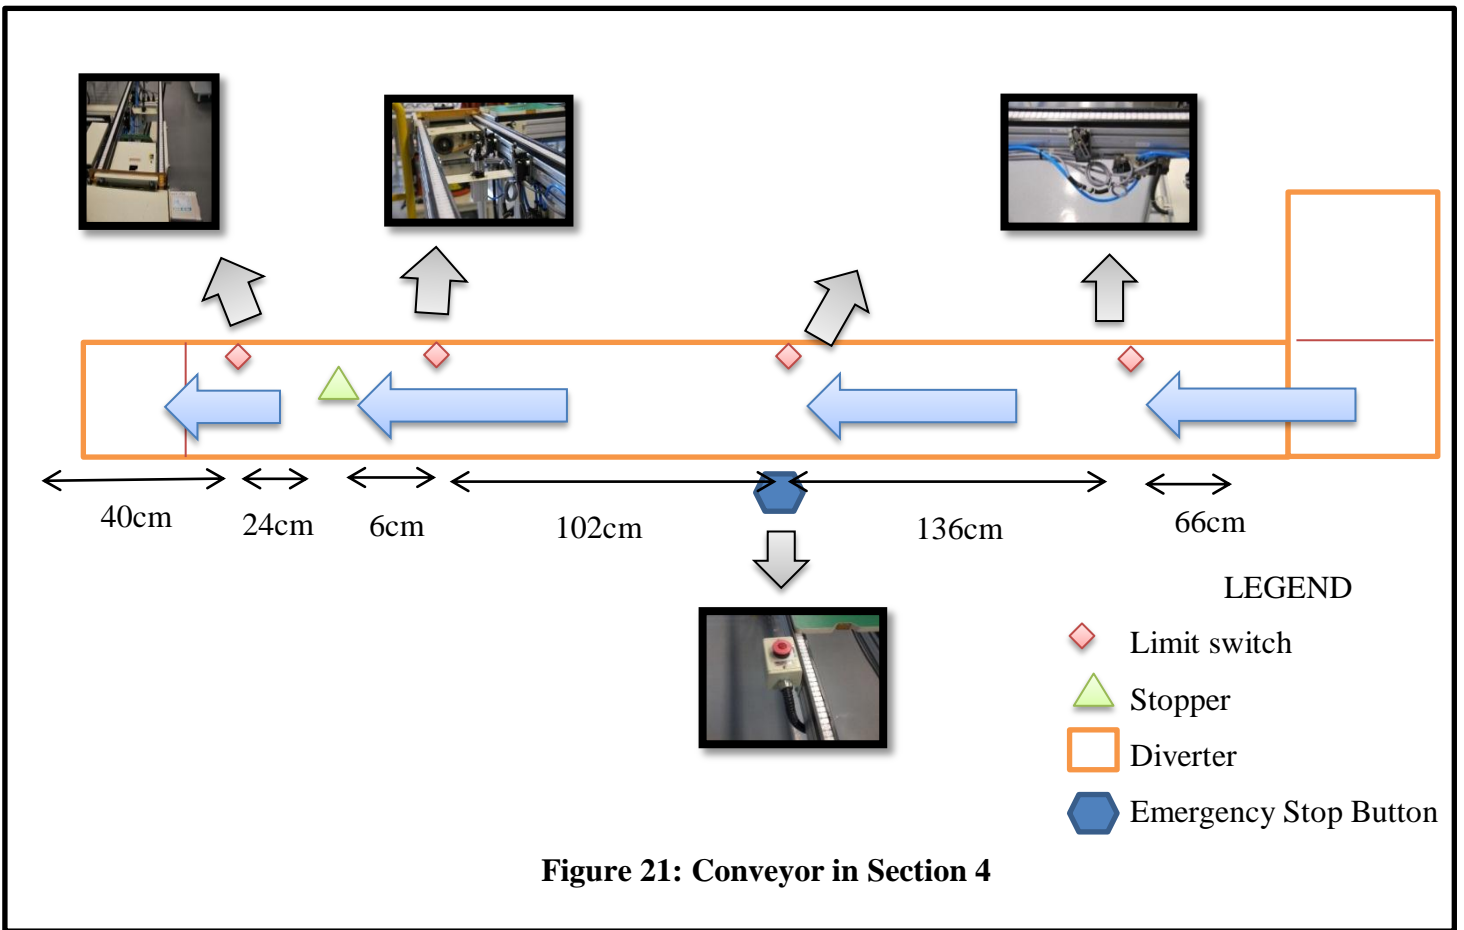 40cm
24cm
6cm
102cm
136cm
66cm
LEGEND
Limit switch
Stopper
Diverter
Emergency Stop Button
Figure 21: Conveyor in Section 4